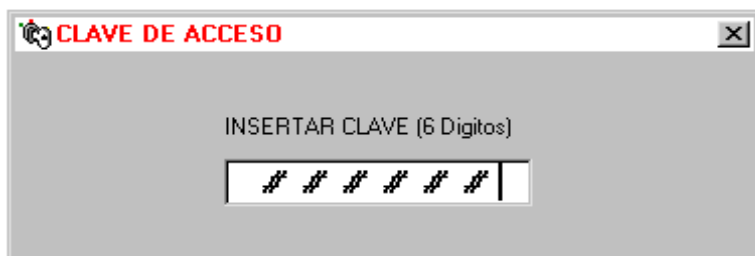 CLAVE DE ACCESO
INSERTAR CLAVE (6 Digitos)
# # # # # #